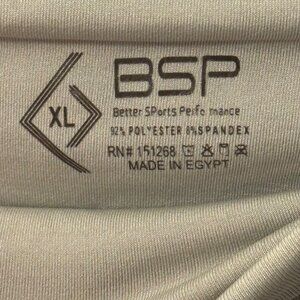 BSP
XL
Better SPorts Perfo mance
92% POLYESTER 8% SPANDEX
RN# 151268
MADE IN EGYPT